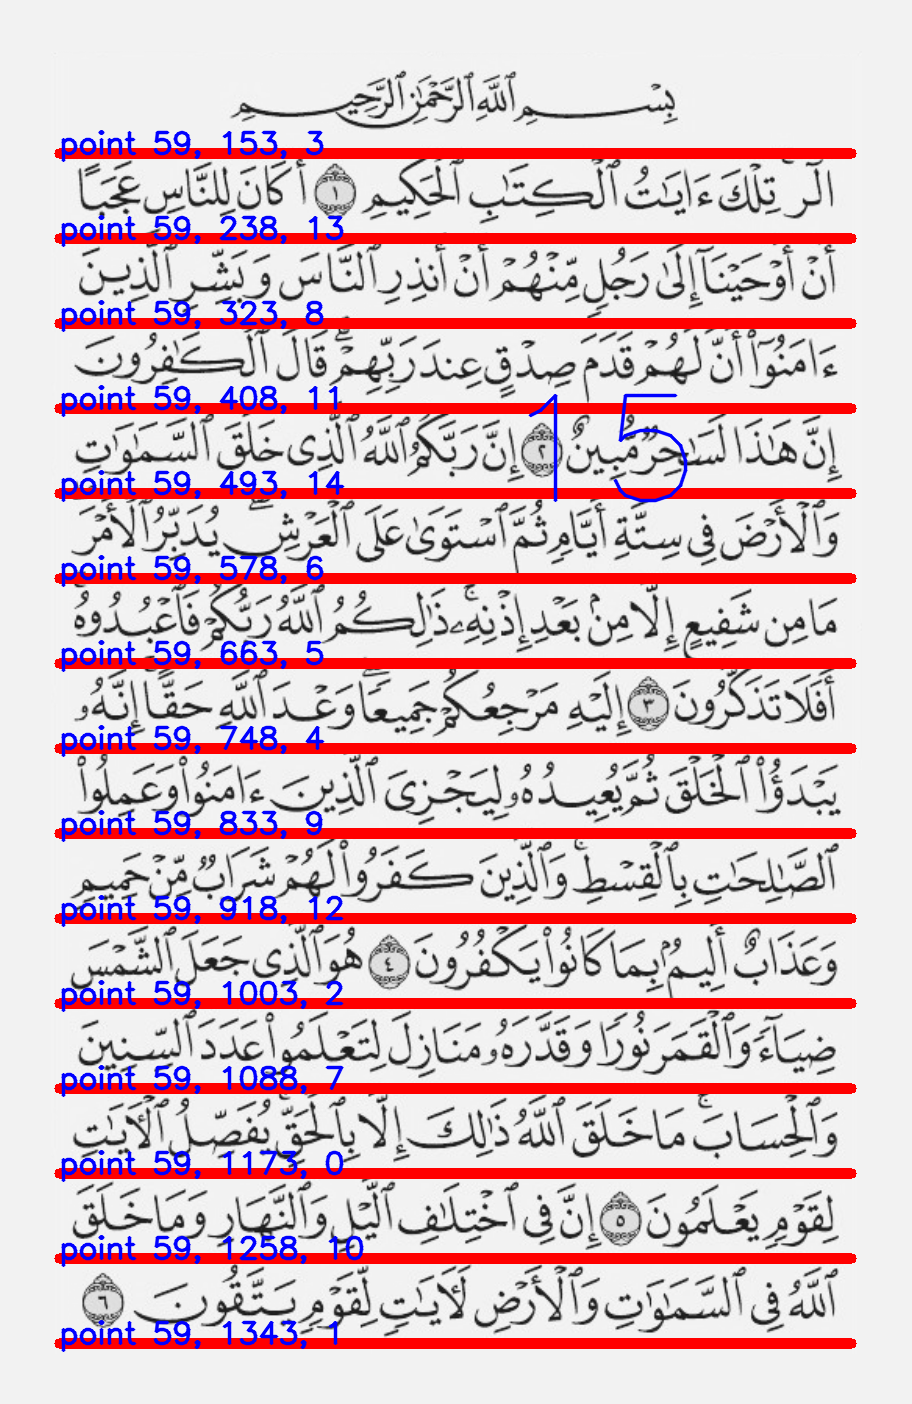 بِسْمِ ٱللَّهِ ٱلرَّحْمَٰنِ ٱلرَّحِيمِ
point 59, 153, 3
الٓر ۚ تِلْكَ ءَايَٰتُ ٱلْكِتَٰبِ ٱلْحَكِيمِ ١ أَكَانَ لِلنَّاسِ عَجَبًا
point 59, 238, 13
أَنْ أَوْحَيْنَآ إِلَىٰ رَجُلٍ مِّنْهُمْ أَنْ أَنذِرِ ٱلنَّاسَ وَبَشِّرِ ٱلَّذِينَ
point 59, 323, 8
ءَامَنُوٓا۟ أَنَّ لَهُمْ قَدَمَ صِدْقٍ عِندَ رَبِّهِمْ ۗ قَالَ ٱلْكَٰفِرُونَ
point 59, 408, 11
إِنَّ هَٰذَا لَسَٰحِرٌ مُّبِينٌ ٢ إِنَّ رَبَّكُمُ ٱللَّهُ ٱلَّذِى خَلَقَ ٱلسَّمَٰوَٰتِ
15
point 59, 493, 14
وَٱلْأَرْضَ فِى سِتَّةِ أَيَّامٍ ثُمَّ ٱسْتَوَىٰ عَلَى ٱلْعَرْشِ ۖ يُدَبِّرُ ٱلْأَمْرَ
point 59, 578, 6
مَا مِن شَفِيعٍ إِلَّا مِنۢ بَعْدِ إِذْنِهِۦ ۚ ذَٰلِكُمُ ٱللَّهُ رَبُّكُمْ فَٱعْبُدُوهُ ۚ
point 59, 663, 5
أَفَلَا تَذَكَّرُونَ ٣ إِلَيْهِ مَرْجِعُكُمْ جَمِيعًا ۖ وَعْدَ ٱللَّهِ حَقًّا ۚ إِنَّهُۥ
point 59, 748, 4
يَبْدَؤُا۟ ٱلْخَلْقَ ثُمَّ يُعِيدُهُۥ لِيَجْزِىَ ٱلَّذِينَ ءَامَنُوا۟ وَعَمِلُوا۟
point 59, 833, 9
ٱلصَّٰلِحَٰتِ بِٱلْقِسْطِ ۚ وَٱلَّذِينَ كَفَرُوا۟ لَهُمْ شَرَابٌ مِّنْ حَمِيمٍ
point 59, 918, 12
وَعَذَابٌ أَلِيمٌۢ بِمَا كَانُوا۟ يَكْفُرُونَ ٤ هُوَ ٱلَّذِى جَعَلَ ٱلشَّمْسَ
point 59, 1003, 2
ضِيَآءً وَٱلْقَمَرَ نُورًا وَقَدَّرَهُۥ مَنَازِلَ لِتَعْلَمُوا۟ عَدَدَ ٱلسِّنِينَ
point 59, 1088, 7
وَٱلْحِسَابَ ۚ مَا خَلَقَ ٱللَّهُ ذَٰلِكَ إِلَّا بِٱلْحَقِّ ۚ يُفَصِّلُ ٱلْءَايَٰتِ
point 59, 1173, 0
لِقَوْمٍ يَعْلَمُونَ ٥ إِنَّ فِى ٱخْتِلَٰفِ ٱلَّيْلِ وَٱلنَّهَارِ وَمَا خَلَقَ
point 59, 1258, 10
ٱللَّهُ فِى ٱلسَّمَٰوَٰتِ وَٱلْأَرْضِ لَءَايَٰتٍ لِّقَوْمٍ يَتَّقُونَ ٦
point 59, 1343, 1